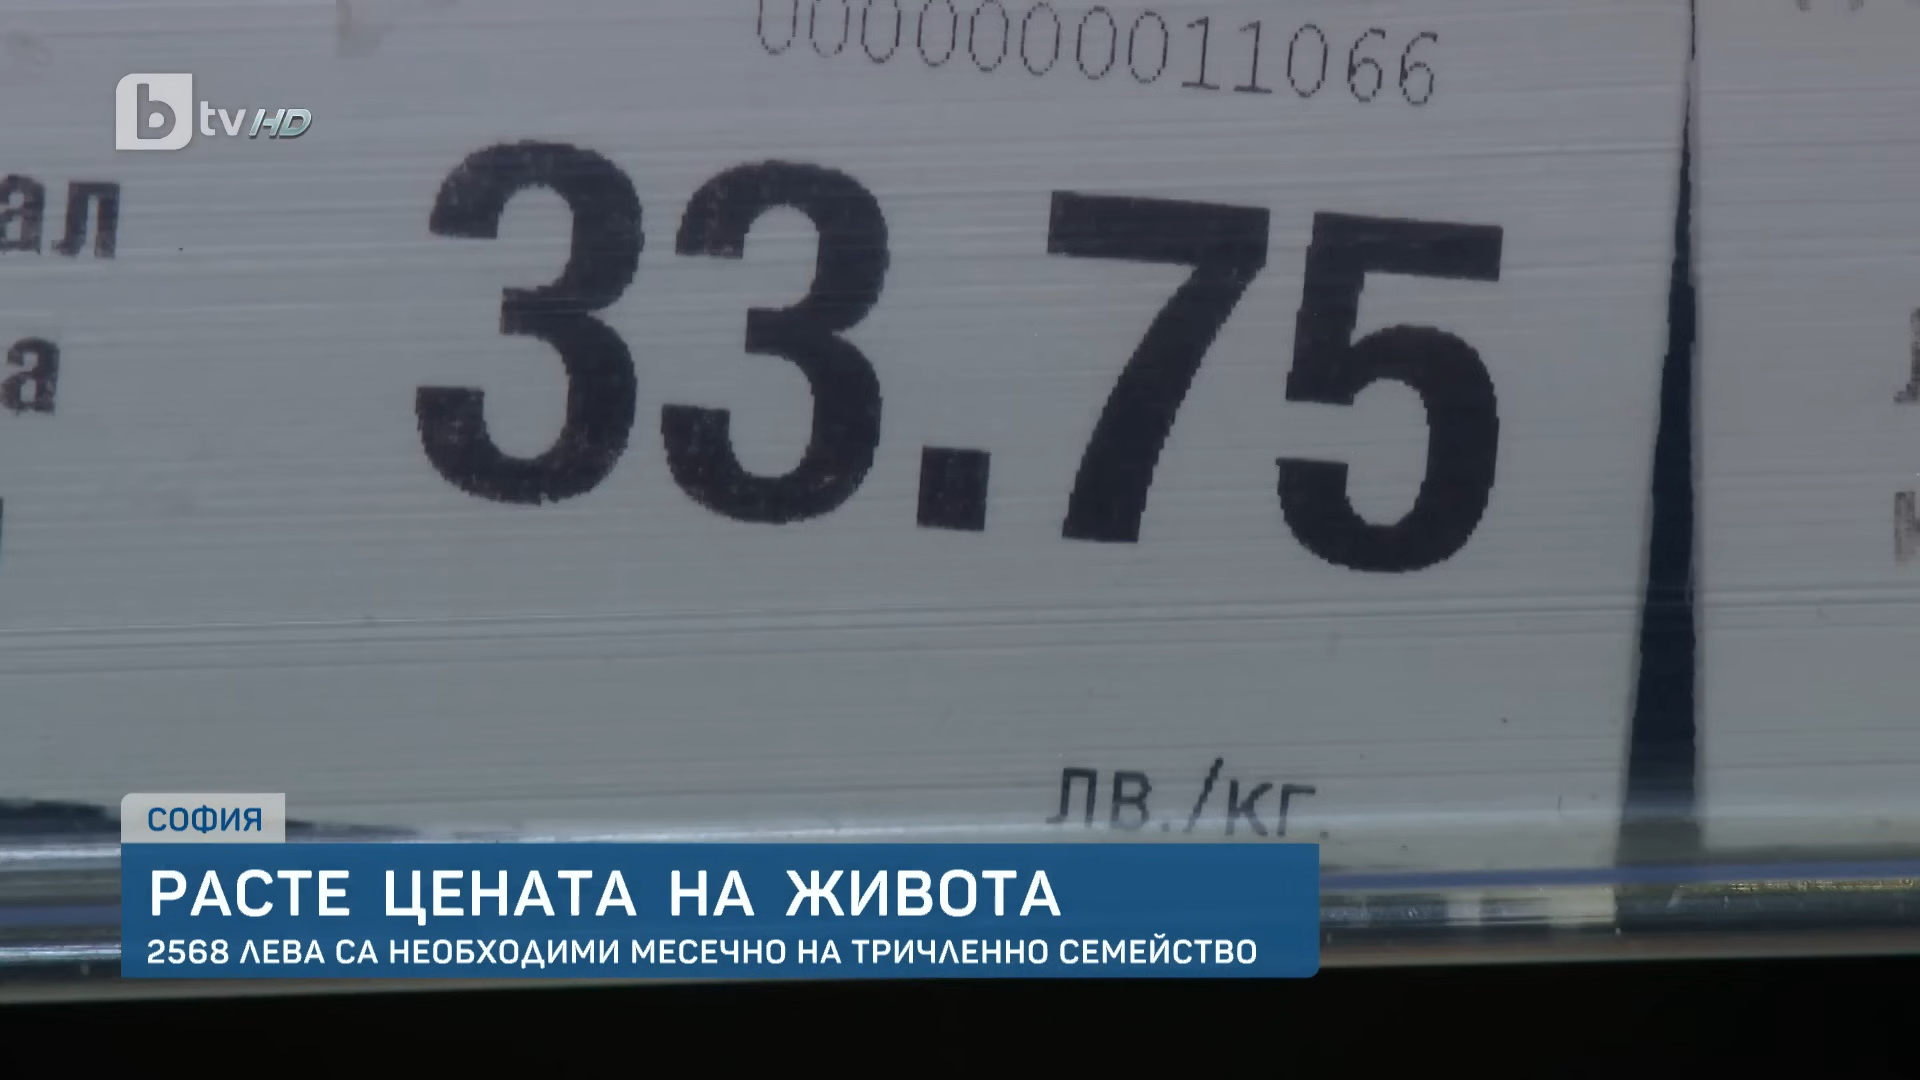 0000000011066
btv HD
33.75
ал
а
лв./кг.
СОФИЯ
РАСТЕ ЦЕНАТА НА ЖИВОТА
2568 ЛЕВА СА НЕОБХОДИМИ МЕСЕЧНО НА ТРИЧЛЕННО СЕМЕЙСТВО